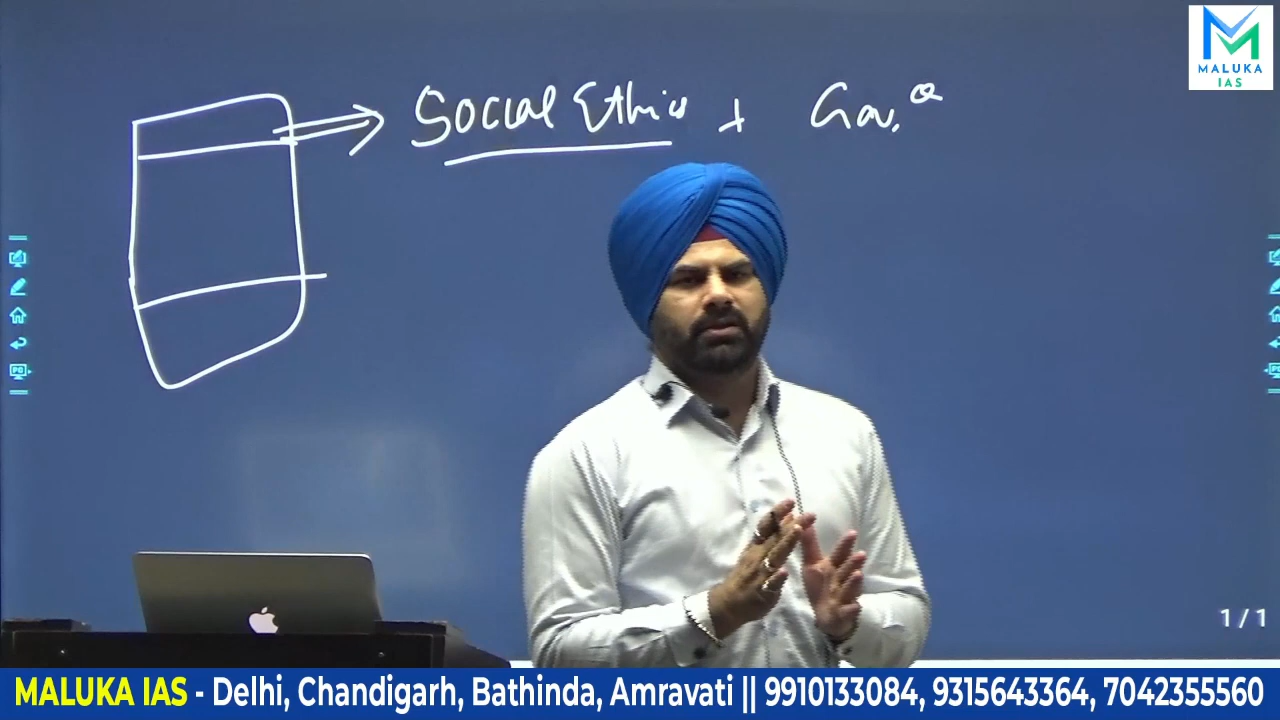 MALUKA
IAS
Social Ethics + Gov.
1/1
MALUKA IAS - Delhi, Chandigarh, Bathinda, Amravati || 9910133084, 9315643364, 7042355560